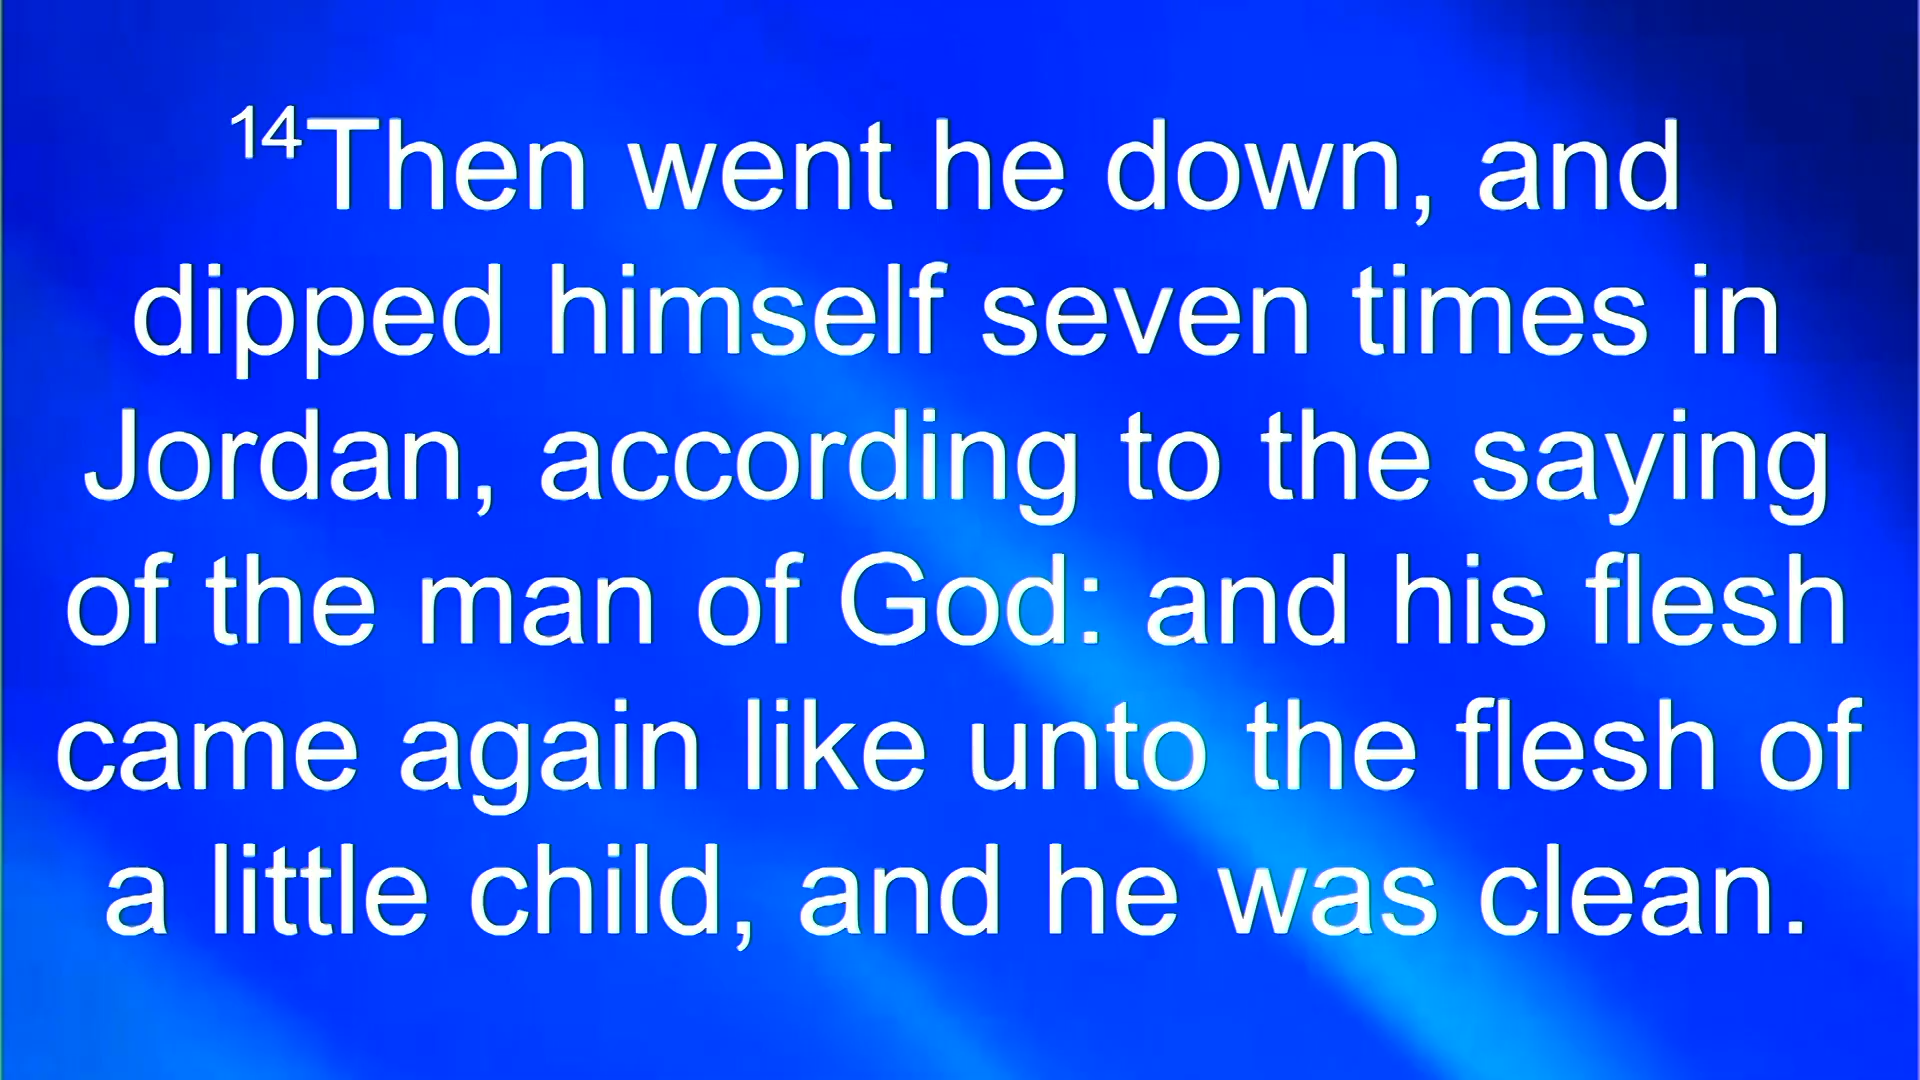 14Then went he down, and
dipped himself seven times in
Jordan, according to the saying
of the man of God: and his flesh
came again like unto the flesh of
a little child, and he was clean.